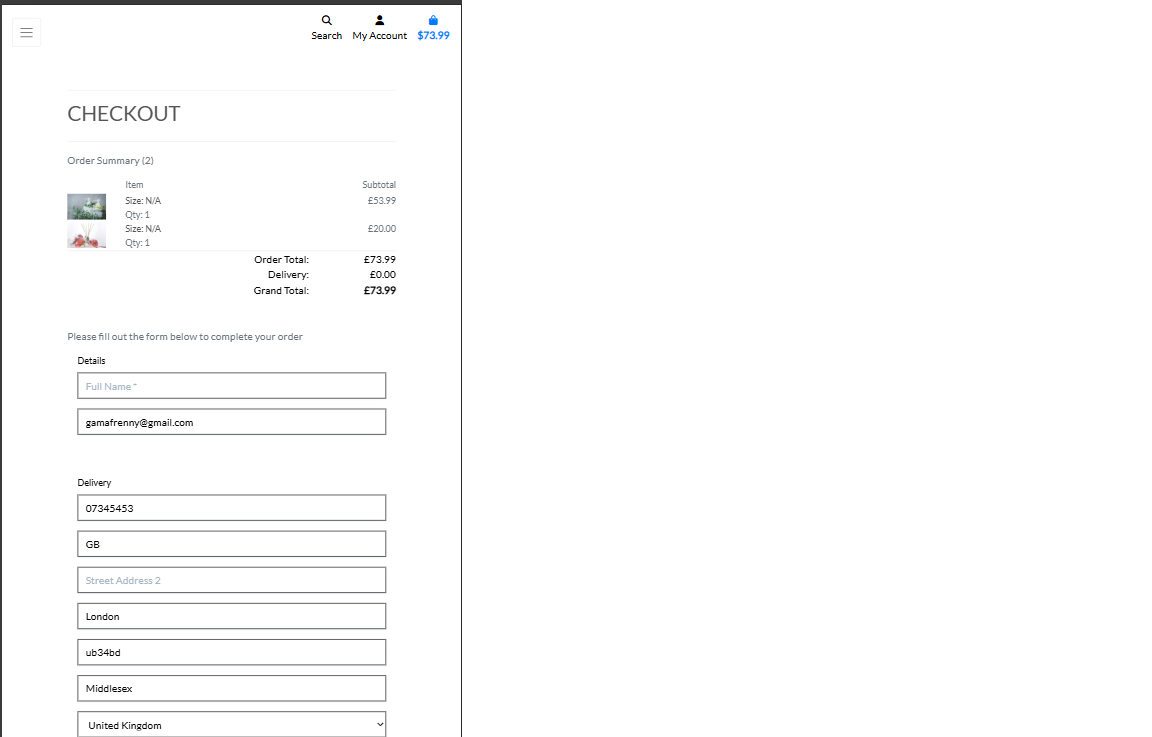 Search My Account $73.99
CHECKOUT
Order Summary (2)
Item Subtotal
Size: N/A £53.99
Qty: 1
Size: N/A £20.00
Qty: 1
Order Total: £73.99
Delivery: £0.00
Grand Total: £73.99
Please fill out the form below to complete your order
Details
Full Name *
gamafrenny@gmail.com
Delivery
07345453
GB
Street Address 2
London
ub34bd
Middlesex
United Kingdom